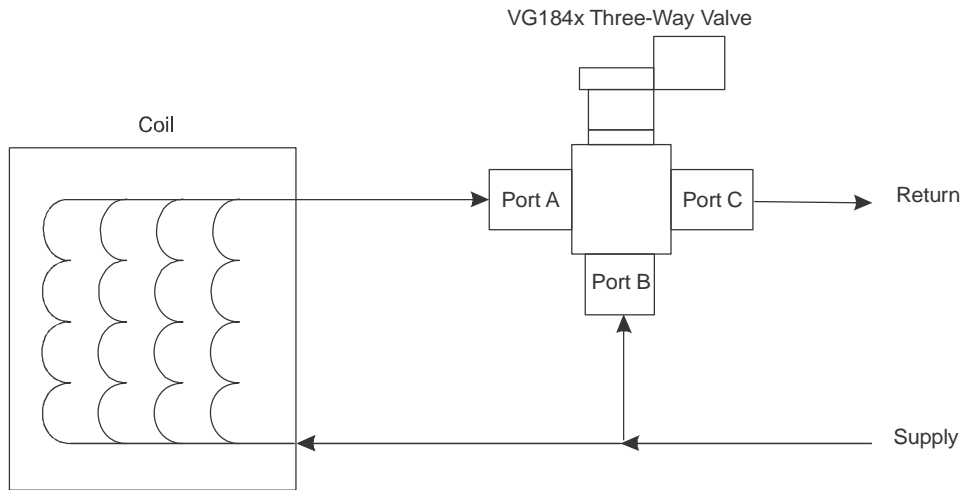 VG184x Three-Way Valve
Coil
Port A
Port C
Return
Port B
Supply